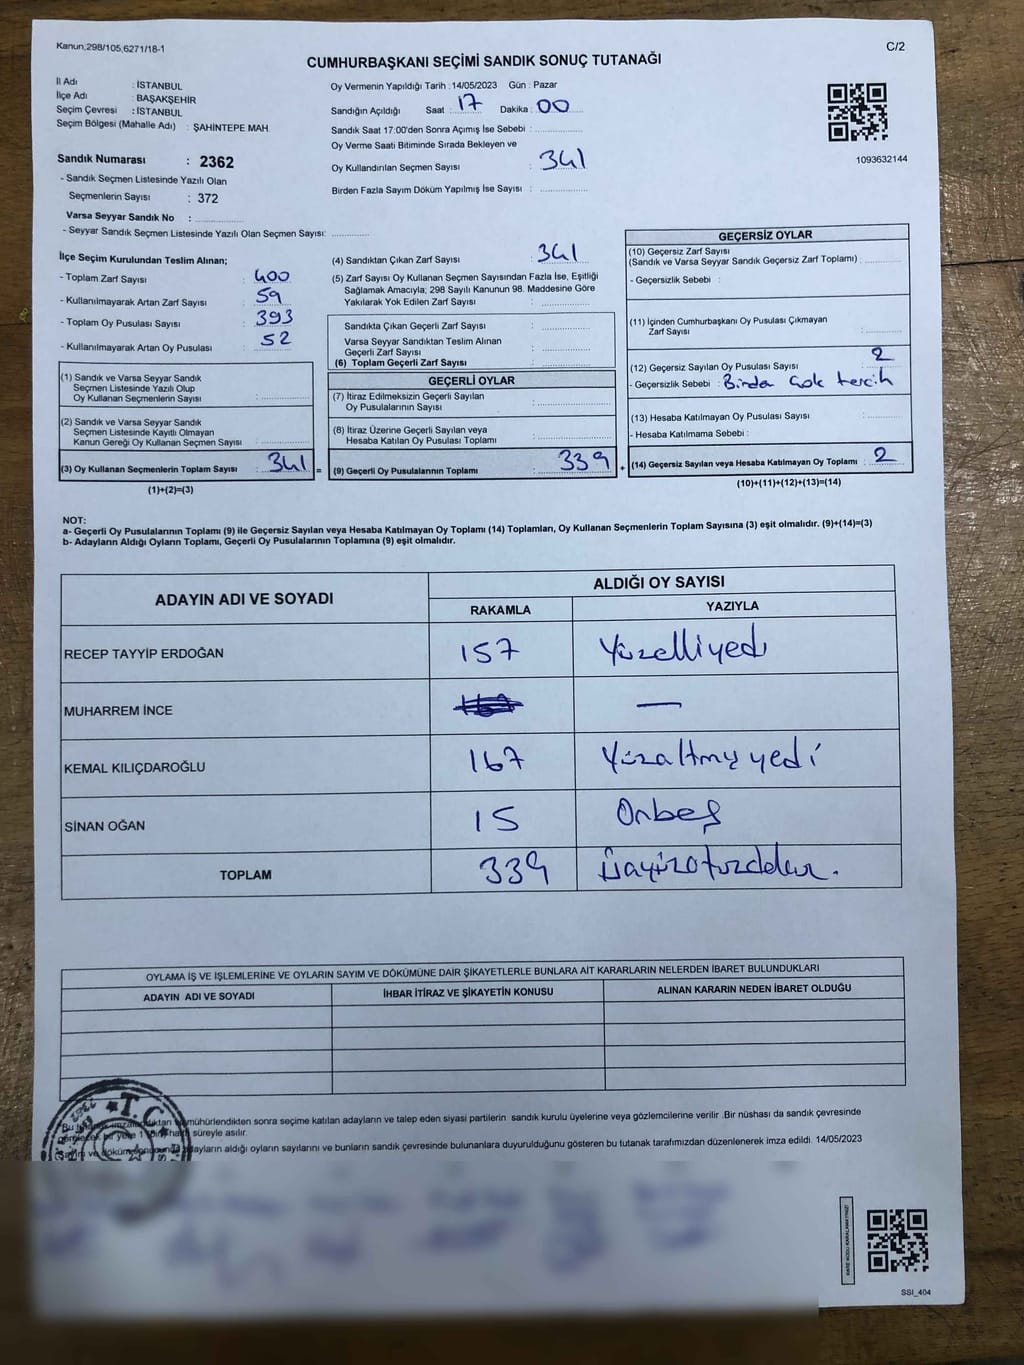 Kanun;298/105,6271/18-1
C/2
CUMHURBAŞKANI SEÇİMİ SANDIK SONUÇ TUTANAĞI
İl Adı : İSTANBUL
İlçe Adı : BAŞAKŞEHİR
Seçim Çevresi : İSTANBUL
Seçim Bölgesi (Mahalle Adı) : ŞAHİNTEPE MAH.
Sandık Numarası : 2362
- Sandık Seçmen Listesinde Yazılı Olan
Seçmenlerin Sayısı : 372
Varsa Seyyar Sandık No :
- Seyyar Sandık Seçmen Listesinde Yazılı Olan Seçmen Sayısı:
Oy Vermenin Yapıldığı Tarih : 14/05/2023 Gün : Pazar
Sandığın Açıldığı Saat : 17 Dakika : 00
Sandık Saat 17:00'den Sonra Açımış İse Sebebi :
Oy Verme Saati Bitiminde Sırada Bekleyen ve
Oy Kullandırılan Seçmen Sayısı : 341
Birden Fazla Sayım Döküm Yapılmış İse Sayısı :
1093632144
İlçe Seçim Kurulundan Teslim Alınan;
- Toplam Zarf Sayısı : 400
- Kullanılmayarak Artan Zarf Sayısı : 59
- Toplam Oy Pusulası Sayısı : 393
- Kullanılmayarak Artan Oy Pusulası : 52
(1) Sandık ve Varsa Seyyar Sandık
Seçmen Listesinde Yazılı Olup
Oy Kullanan Seçmenlerin Sayısı :
(2) Sandık ve Varsa Seyyar Sandık
Seçmen Listesinde Kayıtlı Olmayan
Kanun Gereği Oy Kullanan Seçmen Sayısı :
(3) Oy Kullanan Seçmenlerin Toplam Sayısı : 341 =
(1)+(2)=(3)
(4) Sandıktan Çıkan Zarf Sayısı : 341
(5) Zarf Sayısı Oy Kullanan Seçmen Sayısından Fazla İse, Eşitliği
Sağlamak Amacıyla; 298 Sayılı Kanunun 98. Maddesine Göre
Yakılarak Yok Edilen Zarf Sayısı :
Sandıkta Çıkan Geçerli Zarf Sayısı :
Varsa Seyyar Sandıktan Teslim Alınan
Geçerli Zarf Sayısı :
(6) Toplam Geçerli Zarf Sayısı :
GEÇERLİ OYLAR
(7) İtiraz Edilmeksizin Geçerli Sayılan
Oy Pusulalarının Sayısı :
(8) İtiraz Üzerine Geçerli Sayılan veya
Hesaba Katılan Oy Pusulası Toplamı :
(9) Geçerli Oy Pusulalarının Toplamı : 339 +
GEÇERSİZ OYLAR
(10) Geçersiz Zarf Sayısı
(Sandık ve Varsa Seyyar Sandık Geçersiz Zarf Toplamı) :
- Geçersizlik Sebebi :
(11) İçinden Cumhurbaşkanı Oy Pusulası Çıkmayan
Zarf Sayısı :
(12) Geçersiz Sayılan Oy Pusulası Sayısı : 2
- Geçersizlik Sebebi : Birden çok tercih
(13) Hesaba Katılmayan Oy Pusulası Sayısı :
- Hesaba Katılmama Sebebi :
(14) Geçersiz Sayılan veya Hesaba Katılmayan Oy Toplamı : 2
(10)+(11)+(12)+(13)=(14)
NOT:
a- Geçerli Oy Pusulalarının Toplamı (9) ile Geçersiz Sayılan veya Hesaba Katılmayan Oy Toplamı (14) Toplamları, Oy Kullanan Seçmenlerin Toplam Sayısına (3) eşit olmalıdır. (9)+(14)=(3)
b- Adayların Aldığı Oyların Toplamı, Geçerli Oy Pusulalarının Toplamına (9) eşit olmalıdır.
ADAYIN ADI VE SOYADI ALDIĞI OY SAYISI
RAKAMLA YAZIYLA
RECEP TAYYİP ERDOĞAN 157 Yüzelliyedi
MUHARREM İNCE —
KEMAL KILIÇDAROĞLU 167 Yüzaltmışyedi
SİNAN OĞAN 15 Onbeş
TOPLAM 339 üçyüzotuzdokuz.
OYLAMA İŞ VE İŞLEMLERİNE VE OYLARIN SAYIM VE DÖKÜMÜNE DAİR ŞİKAYETLERLE BUNLARA AİT KARARLARIN NELERDEN İBARET BULUNDUKLARI
ADAYIN ADI VE SOYADI İHBAR İTİRAZ VE ŞİKAYETİN KONUSU ALINAN KARARIN NEDEN İBARET OLDUĞU
T.C.
mühürlendikten sonra seçime katılan adayların ve talep eden siyasi partilerin sandık kurulu üyelerine veya gözlemcilerine verilir .Bir nüshası da sandık çevresinde
süreyle asılır.
adayların aldığı oyların sayılarını ve bunların sandık çevresinde bulunanlara duyurulduğunu gösteren bu tutanak tarafımızdan düzenlenerek imza edildi. 14/05/2023
KARE KODU KARALAMAYINIZ!
SSI_404